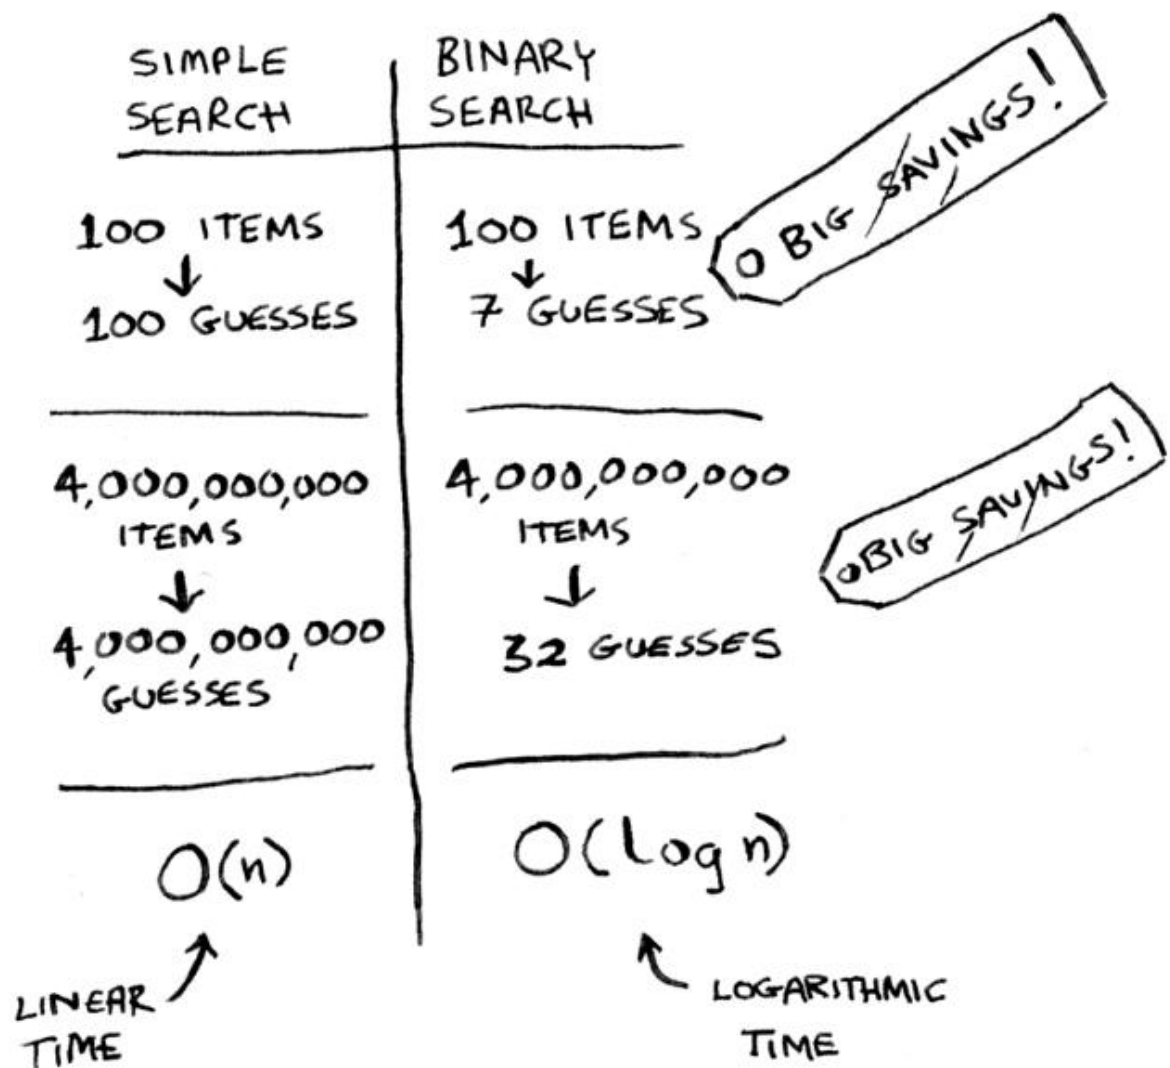 SIMPLE
SEARCH
BINARY
SEARCH
100 ITEMS
100 GUESSES
100 ITEMS
7 GUESSES
BIG SAVINGS!
4,000,000,000
ITEMS
4,000,000,000
GUESSES
4,000,000,000
ITEMS
32 GUESSES
BIG SAVINGS!
O(n)
O(log n)
LINEAR
TIME
LOGARITHMIC
TIME